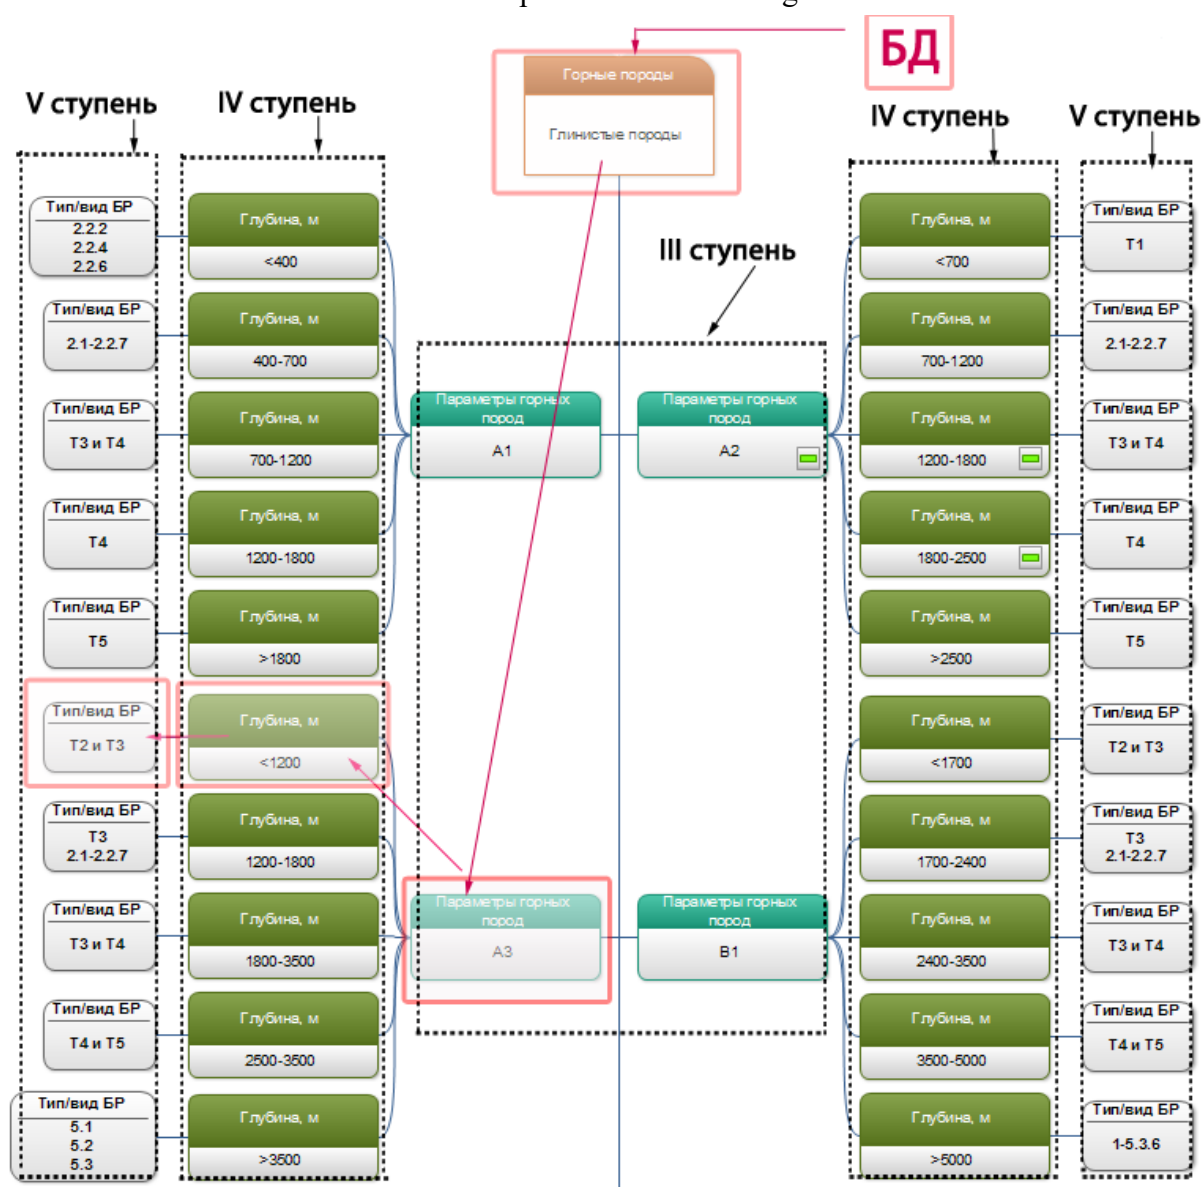 БД
Горные породы
Глинистые породы
V ступень
IV ступень
III ступень
IV ступень
V ступень
Тип/вид БР
2.2.2
2.2.4
2.2.6
Глубина, м
<400
Тип/вид БР
2.1-2.2.7
Глубина, м
400-700
Тип/вид БР
Т3 и Т4
Глубина, м
700-1200
Тип/вид БР
Т4
Глубина, м
1200-1800
Тип/вид БР
Т5
Глубина, м
>1800
Параметры горных
пород
А1
Параметры горных
пород
А2
Глубина, м
<700
Тип/вид БР
Т1
Глубина, м
700-1200
Тип/вид БР
2.1-2.2.7
Глубина, м
1200-1800
Тип/вид БР
Т3 и Т4
Глубина, м
1800-2500
Тип/вид БР
Т4
Глубина, м
>2500
Тип/вид БР
Т5
Тип/вид БР
Т2 и Т3
Глубина, м
<1200
Тип/вид БР
Т3
2.1-2.2.7
Глубина, м
1200-1800
Тип/вид БР
Т3 и Т4
Глубина, м
1800-3500
Тип/вид БР
Т4 и Т5
Глубина, м
2500-3500
Тип/вид БР
5.1
5.2
5.3
Глубина, м
>3500
Параметры горных
пород
А3
Параметры горных
пород
В1
Глубина, м
<1700
Тип/вид БР
Т2 и Т3
Глубина, м
1700-2400
Тип/вид БР
Т3
2.1-2.2.7
Глубина, м
2400-3500
Тип/вид БР
Т3 и Т4
Глубина, м
3500-5000
Тип/вид БР
Т4 и Т5
Глубина, м
>5000
Тип/вид БР
1-5.3.6